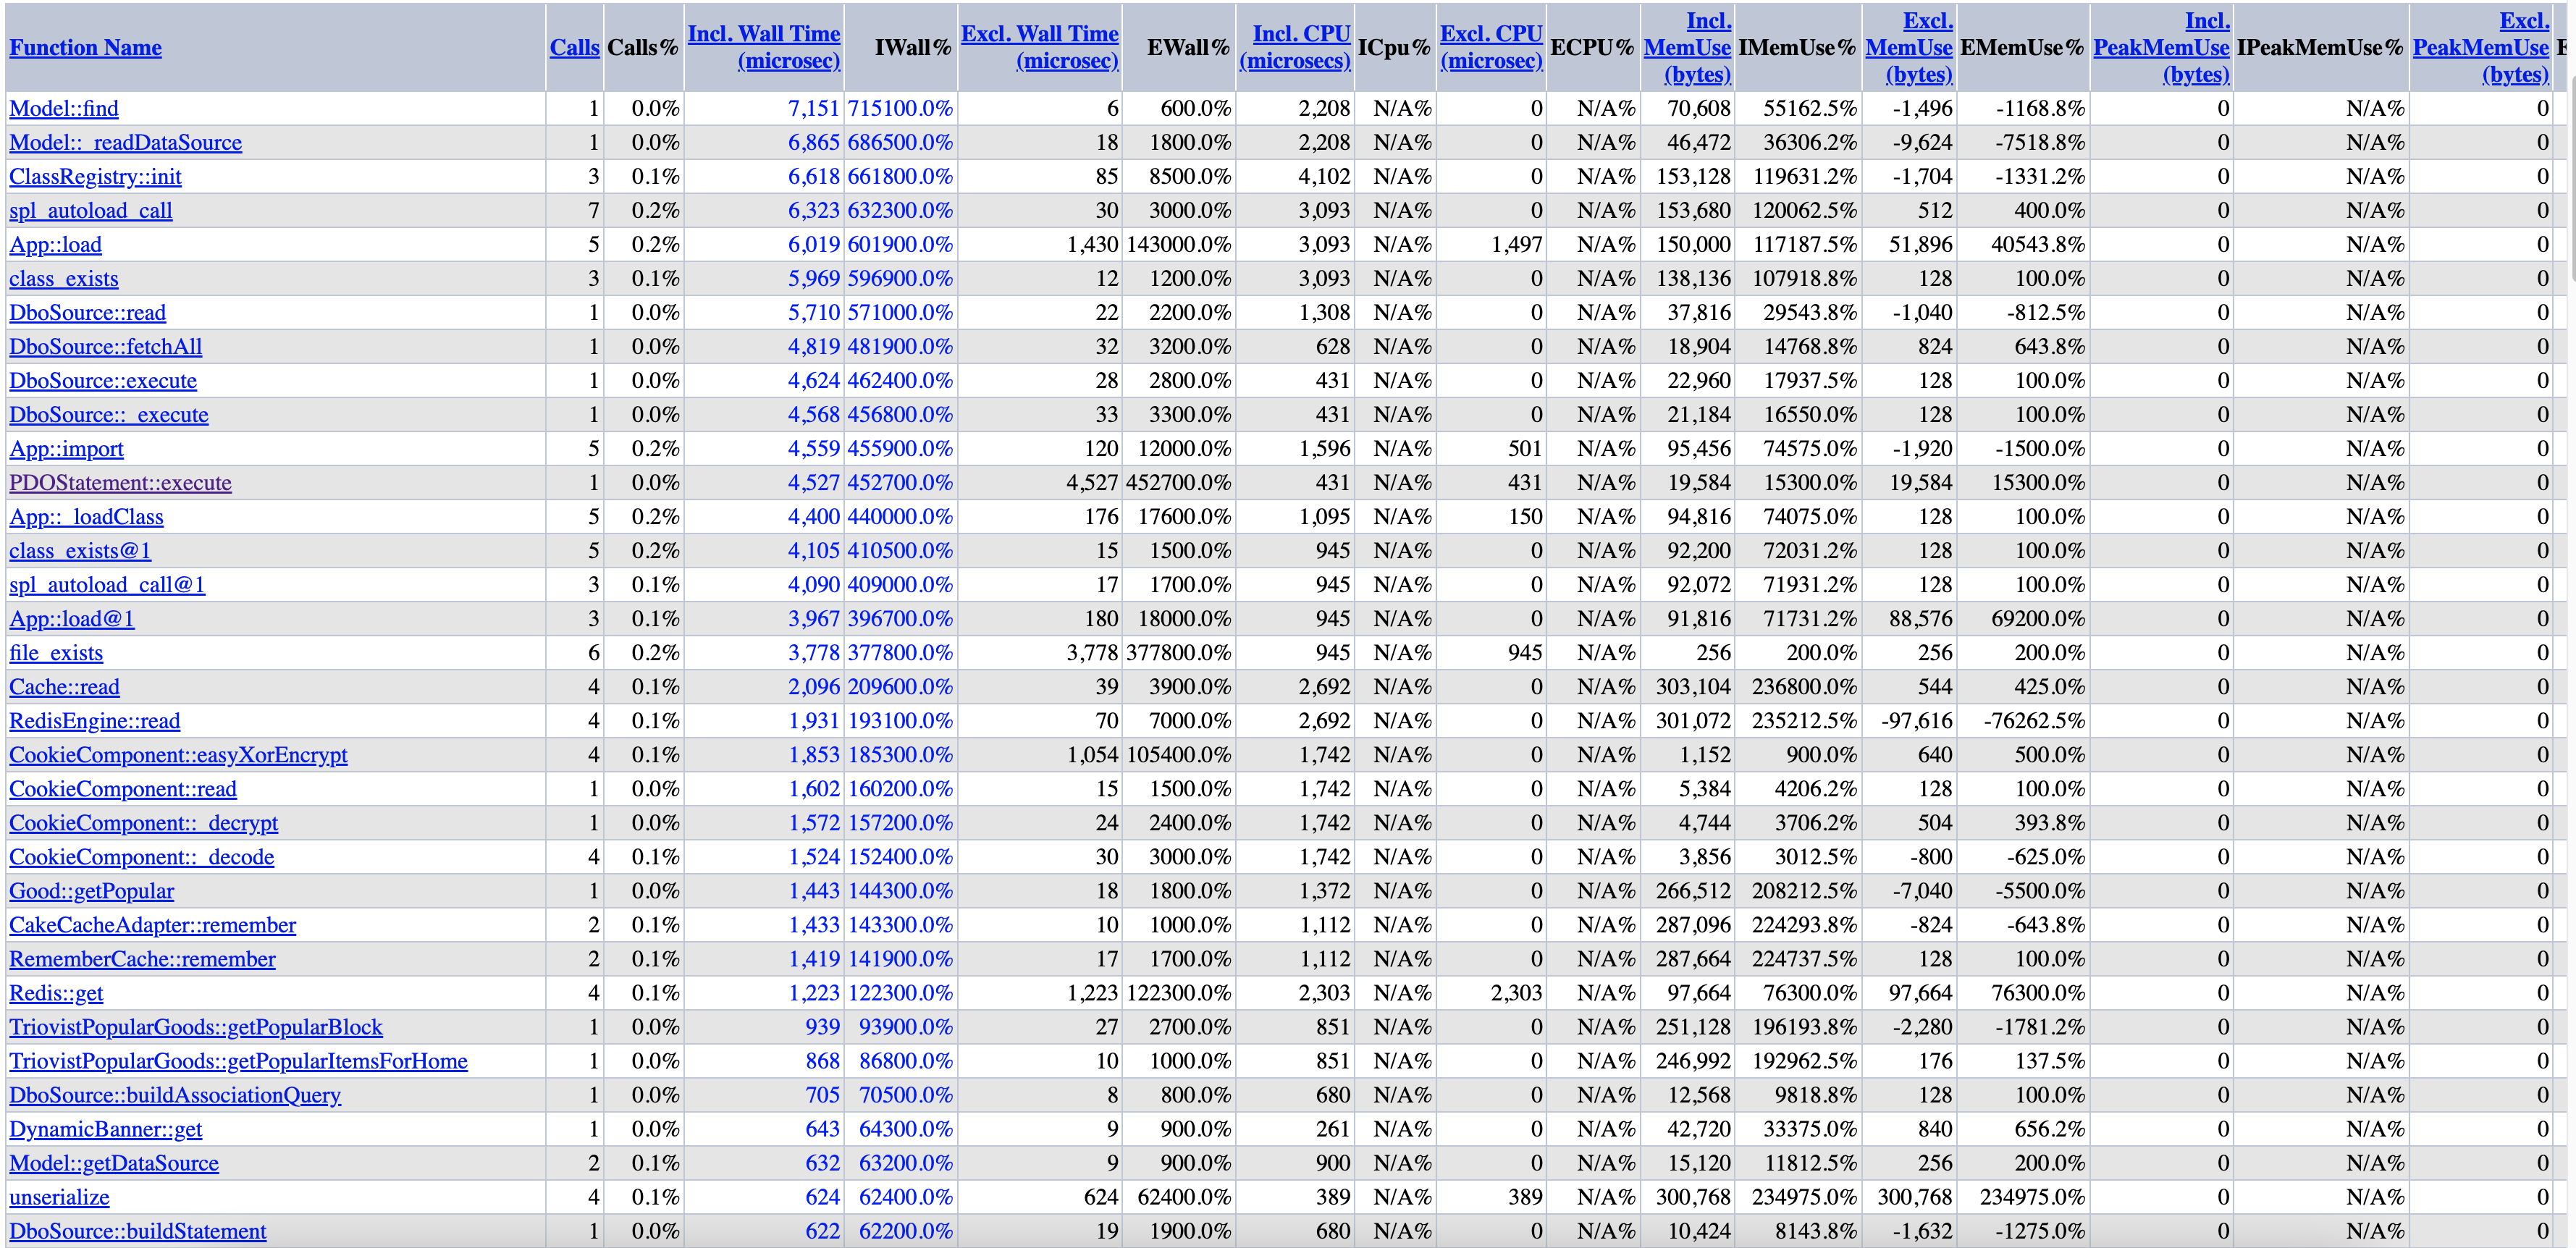 Function Name Calls Calls% Incl. Wall Time (microsec) IWall% Excl. Wall Time (microsec) EWall% Incl. CPU (microsecs) ICpu% Excl. CPU (microsec) ECPU% Incl. MemUse (bytes) IMemUse% Excl. MemUse (bytes) EMemUse% Incl. PeakMemUse (bytes) IPeakMemUse% Excl. PeakMemUse (bytes)
Model::find 1 0.0% 7,151 715100.0% 6 600.0% 2,208 N/A% 0 N/A% 70,608 55162.5% -1,496 -1168.8% 0 N/A% 0
Model::_readDataSource 1 0.0% 6,865 686500.0% 18 1800.0% 2,208 N/A% 0 N/A% 46,472 36306.2% -9,624 -7518.8% 0 N/A% 0
ClassRegistry::init 3 0.1% 6,618 661800.0% 85 8500.0% 4,102 N/A% 0 N/A% 153,128 119631.2% -1,704 -1331.2% 0 N/A% 0
spl_autoload_call 7 0.2% 6,323 632300.0% 30 3000.0% 3,093 N/A% 0 N/A% 153,680 120062.5% 512 400.0% 0 N/A% 0
App::load 5 0.2% 6,019 601900.0% 1,430 143000.0% 3,093 N/A% 1,497 N/A% 150,000 117187.5% 51,896 40543.8% 0 N/A% 0
class_exists 3 0.1% 5,969 596900.0% 12 1200.0% 3,093 N/A% 0 N/A% 138,136 107918.8% 128 100.0% 0 N/A% 0
DboSource::read 1 0.0% 5,710 571000.0% 22 2200.0% 1,308 N/A% 0 N/A% 37,816 29543.8% -1,040 -812.5% 0 N/A% 0
DboSource::fetchAll 1 0.0% 4,819 481900.0% 32 3200.0% 628 N/A% 0 N/A% 18,904 14768.8% 824 643.8% 0 N/A% 0
DboSource::execute 1 0.0% 4,624 462400.0% 28 2800.0% 431 N/A% 0 N/A% 22,960 17937.5% 128 100.0% 0 N/A% 0
DboSource::_execute 1 0.0% 4,568 456800.0% 33 3300.0% 431 N/A% 0 N/A% 21,184 16550.0% 128 100.0% 0 N/A% 0
App::import 5 0.2% 4,559 455900.0% 120 12000.0% 1,596 N/A% 501 N/A% 95,456 74575.0% -1,920 -1500.0% 0 N/A% 0
PDOStatement::execute 1 0.0% 4,527 452700.0% 4,527 452700.0% 431 N/A% 431 N/A% 19,584 15300.0% 19,584 15300.0% 0 N/A% 0
App::_loadClass 5 0.2% 4,400 440000.0% 176 17600.0% 1,095 N/A% 150 N/A% 94,816 74075.0% 128 100.0% 0 N/A% 0
class_exists@1 5 0.2% 4,105 410500.0% 15 1500.0% 945 N/A% 0 N/A% 92,200 72031.2% 128 100.0% 0 N/A% 0
spl_autoload_call@1 3 0.1% 4,090 409000.0% 17 1700.0% 945 N/A% 0 N/A% 92,072 71931.2% 128 100.0% 0 N/A% 0
App::load@1 3 0.1% 3,967 396700.0% 180 18000.0% 945 N/A% 0 N/A% 91,816 71731.2% 88,576 69200.0% 0 N/A% 0
file_exists 6 0.2% 3,778 377800.0% 3,778 377800.0% 945 N/A% 945 N/A% 256 200.0% 256 200.0% 0 N/A% 0
Cache::read 4 0.1% 2,096 209600.0% 39 3900.0% 2,692 N/A% 0 N/A% 303,104 236800.0% 544 425.0% 0 N/A% 0
RedisEngine::read 4 0.1% 1,931 193100.0% 70 7000.0% 2,692 N/A% 0 N/A% 301,072 235212.5% -97,616 -76262.5% 0 N/A% 0
CookieComponent::easyXorEncrypt 4 0.1% 1,853 185300.0% 1,054 105400.0% 1,742 N/A% 0 N/A% 1,152 900.0% 640 500.0% 0 N/A% 0
CookieComponent::read 1 0.0% 1,602 160200.0% 15 1500.0% 1,742 N/A% 0 N/A% 5,384 4206.2% 128 100.0% 0 N/A% 0
CookieComponent::_decrypt 1 0.0% 1,572 157200.0% 24 2400.0% 1,742 N/A% 0 N/A% 4,744 3706.2% 504 393.8% 0 N/A% 0
CookieComponent::_decode 4 0.1% 1,524 152400.0% 30 3000.0% 1,742 N/A% 0 N/A% 3,856 3012.5% -800 -625.0% 0 N/A% 0
Good::getPopular 1 0.0% 1,443 144300.0% 18 1800.0% 1,372 N/A% 0 N/A% 266,512 208212.5% -7,040 -5500.0% 0 N/A% 0
CakeCacheAdapter::remember 2 0.1% 1,433 143300.0% 10 1000.0% 1,112 N/A% 0 N/A% 287,096 224293.8% -824 -643.8% 0 N/A% 0
RememberCache::remember 2 0.1% 1,419 141900.0% 17 1700.0% 1,112 N/A% 0 N/A% 287,664 224737.5% 128 100.0% 0 N/A% 0
Redis::get 4 0.1% 1,223 122300.0% 1,223 122300.0% 2,303 N/A% 2,303 N/A% 97,664 76300.0% 97,664 76300.0% 0 N/A% 0
TriovistPopularGoods::getPopularBlock 1 0.0% 939 93900.0% 27 2700.0% 851 N/A% 0 N/A% 251,128 196193.8% -2,280 -1781.2% 0 N/A% 0
TriovistPopularGoods::getPopularItemsForHome 1 0.0% 868 86800.0% 10 1000.0% 851 N/A% 0 N/A% 246,992 192962.5% 176 137.5% 0 N/A% 0
DboSource::buildAssociationQuery 1 0.0% 705 70500.0% 8 800.0% 680 N/A% 0 N/A% 12,568 9818.8% 128 100.0% 0 N/A% 0
DynamicBanner::get 1 0.0% 643 64300.0% 9 900.0% 261 N/A% 0 N/A% 42,720 33375.0% 840 656.2% 0 N/A% 0
Model::getDataSource 2 0.1% 632 63200.0% 9 900.0% 900 N/A% 0 N/A% 15,120 11812.5% 256 200.0% 0 N/A% 0
unserialize 4 0.1% 624 62400.0% 624 62400.0% 389 N/A% 389 N/A% 300,768 234975.0% 300,768 234975.0% 0 N/A% 0
DboSource::buildStatement 1 0.0% 622 62200.0% 19 1900.0% 680 N/A% 0 N/A% 10,424 8143.8% -1,632 -1275.0% 0 N/A% 0